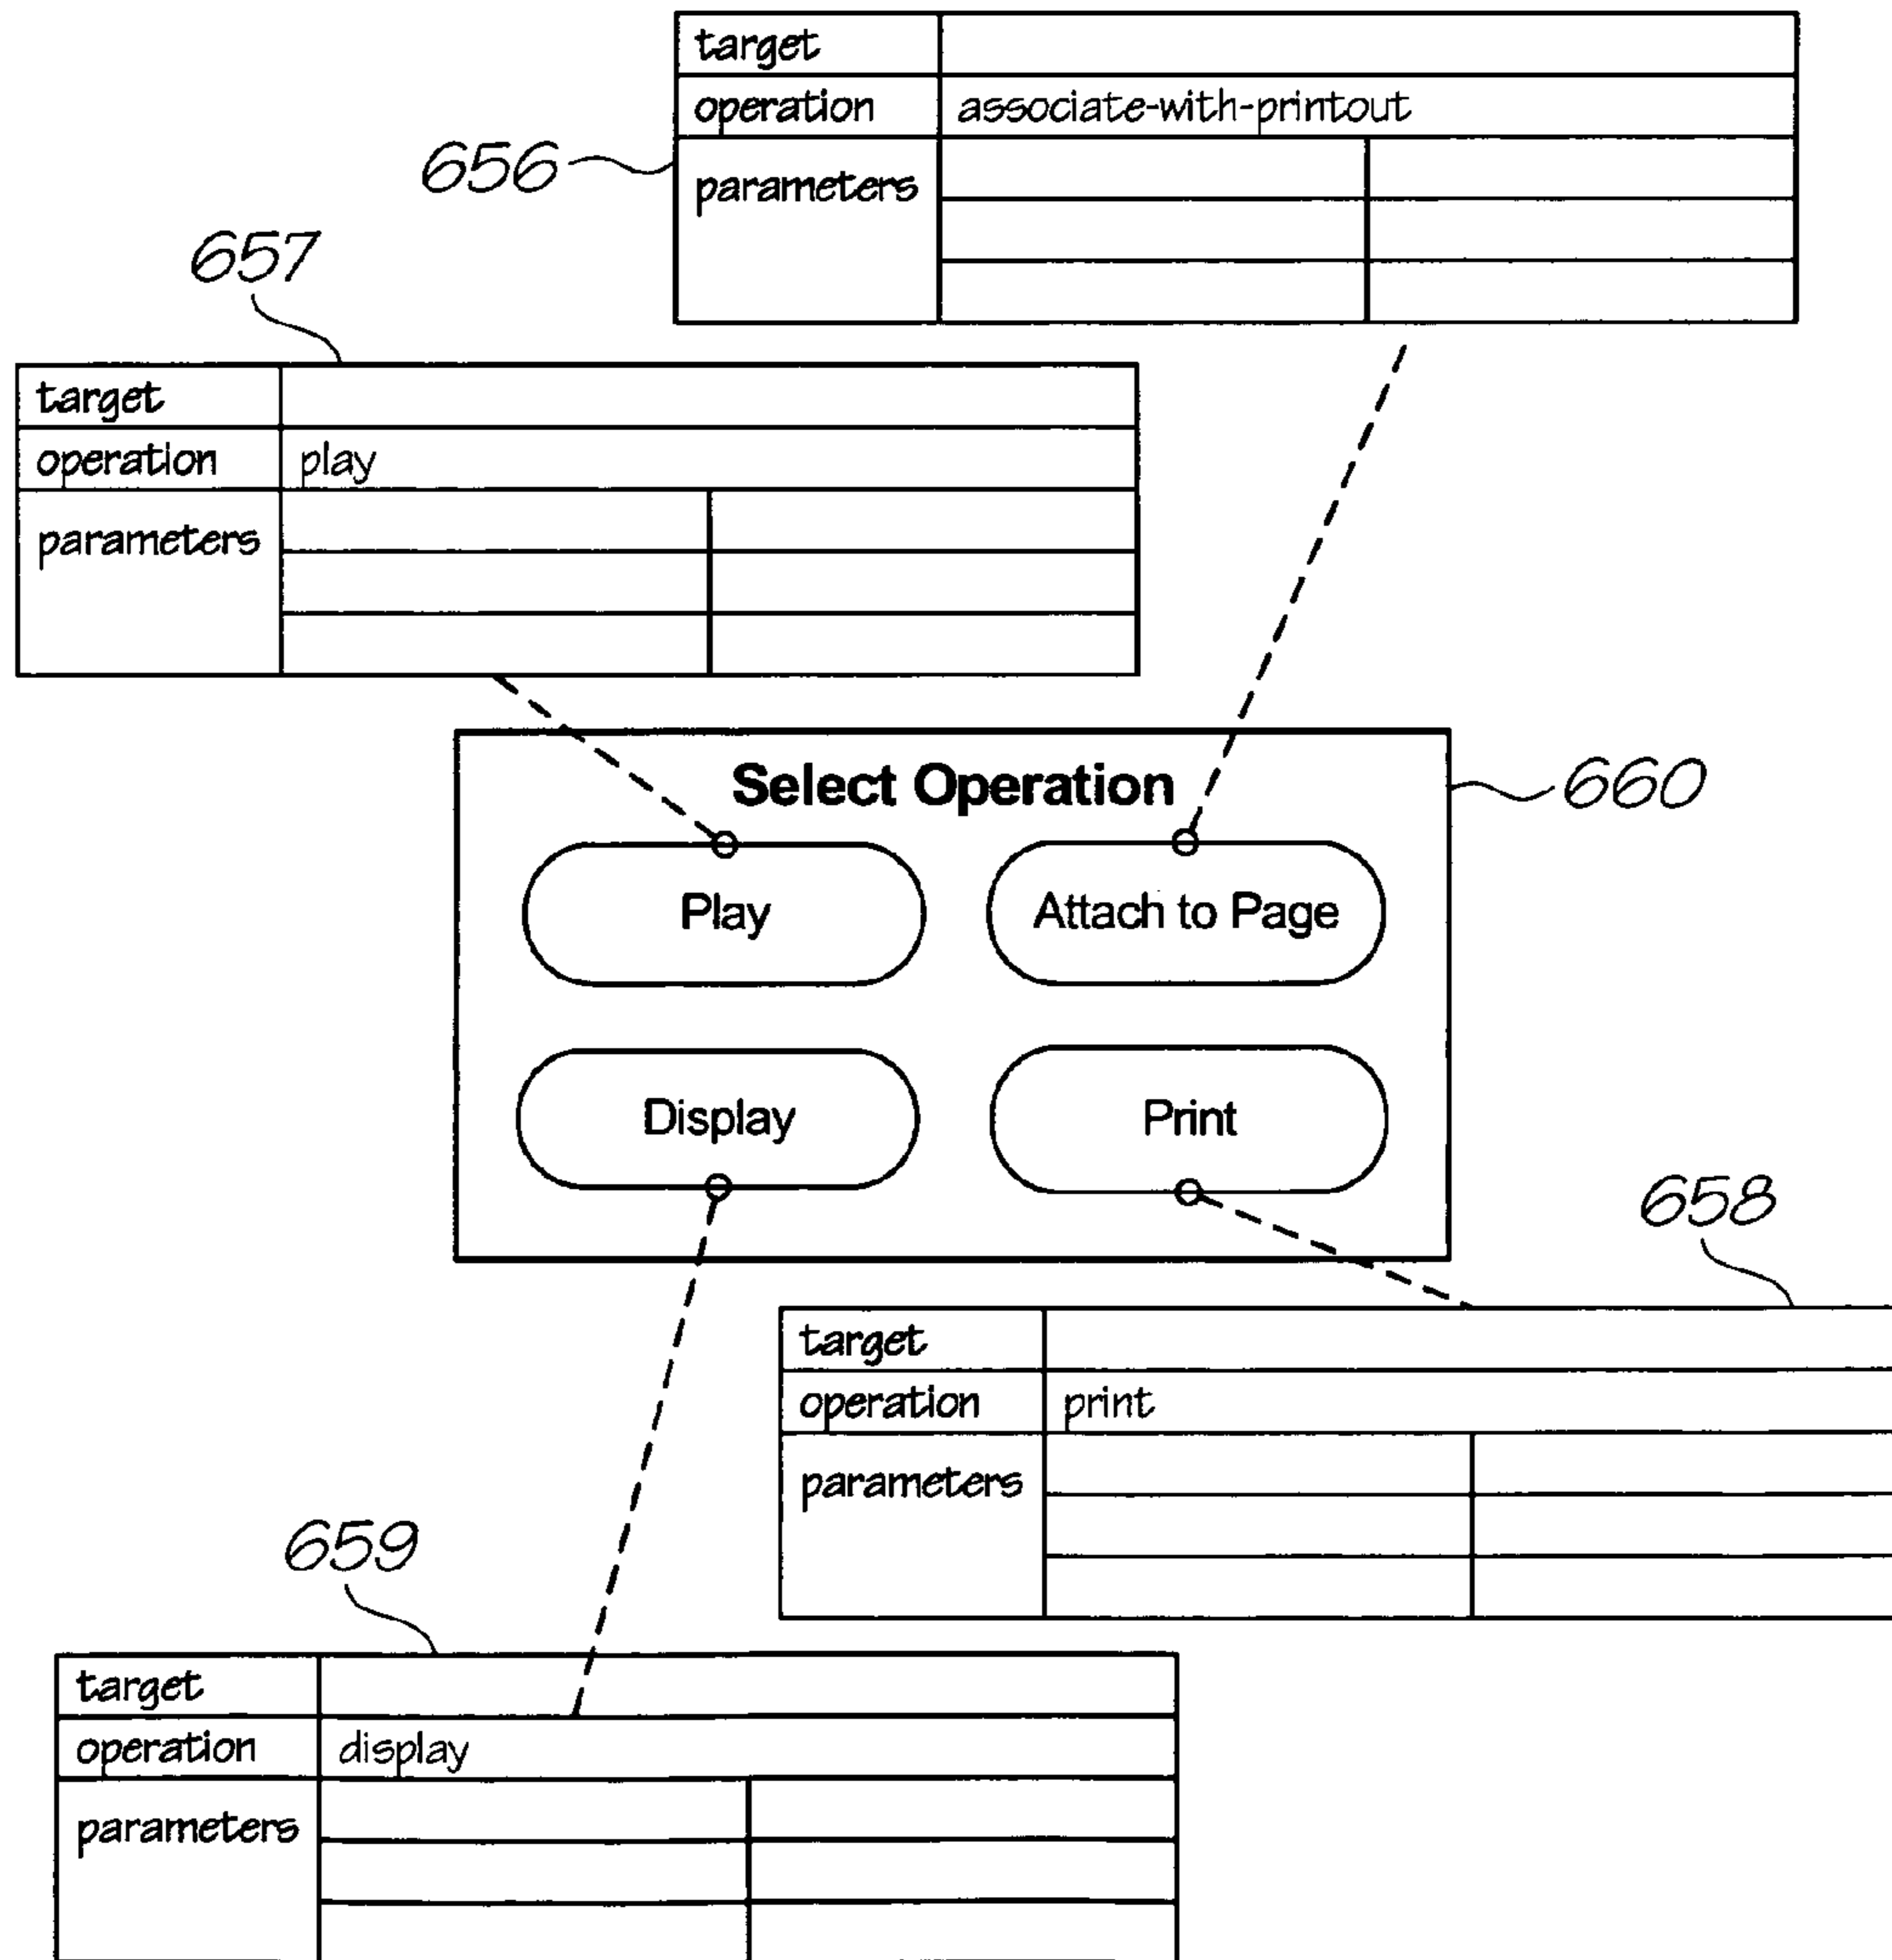 target
operation associate-with-printout
656
parameters
657
target
operation play
parameters
Select Operation
660
Play Attach to Page
Display Print
658
target
operation print
parameters
659
target
operation display
parameters